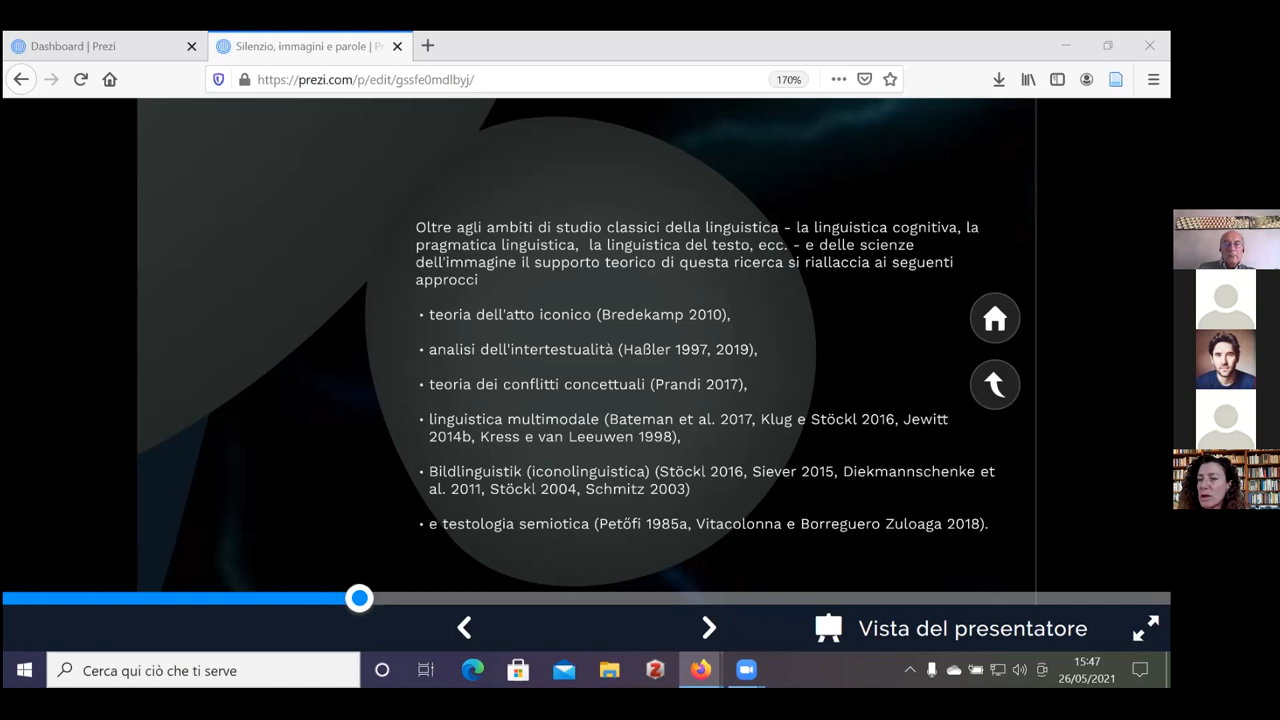 Dashboard | Prezi
Silenzio, immagini e parole | Pr
https://prezi.com/p/edit/gssfe0mdlbyj/
170%
Oltre agli ambiti di studio classici della linguistica - la linguistica cognitiva, la
pragmatica linguistica, la linguistica del testo, ecc. - e delle scienze
dell'immagine il supporto teorico di questa ricerca si riallaccia ai seguenti
approcci
• teoria dell'atto iconico (Bredekamp 2010),
• analisi dell'intertestualità (Haßler 1997, 2019),
• teoria dei conflitti concettuali (Prandi 2017),
• linguistica multimodale (Bateman et al. 2017, Klug e Stöckl 2016, Jewitt
2014b, Kress e van Leeuwen 1998),
• Bildlinguistik (iconolinguistica) (Stöckl 2016, Siever 2015, Diekmannschenke et
al. 2011, Stöckl 2004, Schmitz 2003)
• e testologia semiotica (Petőfi 1985a, Vitacolonna e Borreguero Zuloaga 2018).
Vista del presentatore
Cerca qui ciò che ti serve
15:47
26/05/2021